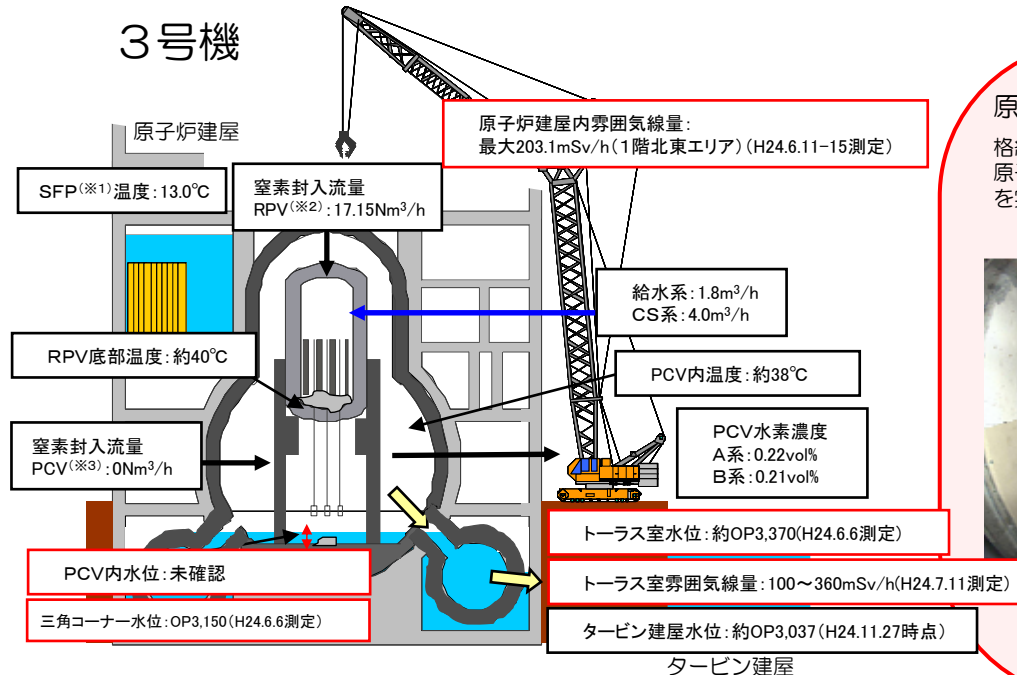 3号機
原子炉建屋
原子炉建屋内雰囲気線量:
最大203.1mSv/h(1階北東エリア)(H24.6.11-15測定)
SFP(※1)温度:13.0℃
窒素封入流量
RPV(※2):17.15Nm³/h
給水系:1.8m³/h
CS系:4.0m³/h
RPV底部温度:約40℃
PCV内温度:約38℃
窒素封入流量
PCV(※3):0Nm³/h
PCV水素濃度
A系:0.22vol%
B系:0.21vol%
トーラス室水位:約OP3,370(H24.6.6測定)
PCV内水位:未確認
トーラス室雰囲気線量:100~360mSv/h(H24.7.11測定)
三角コーナー水位:OP3,150(H24.6.6測定)
タービン建屋水位:約OP3,037(H24.11.27時点)
タービン建屋
原
格
原
を